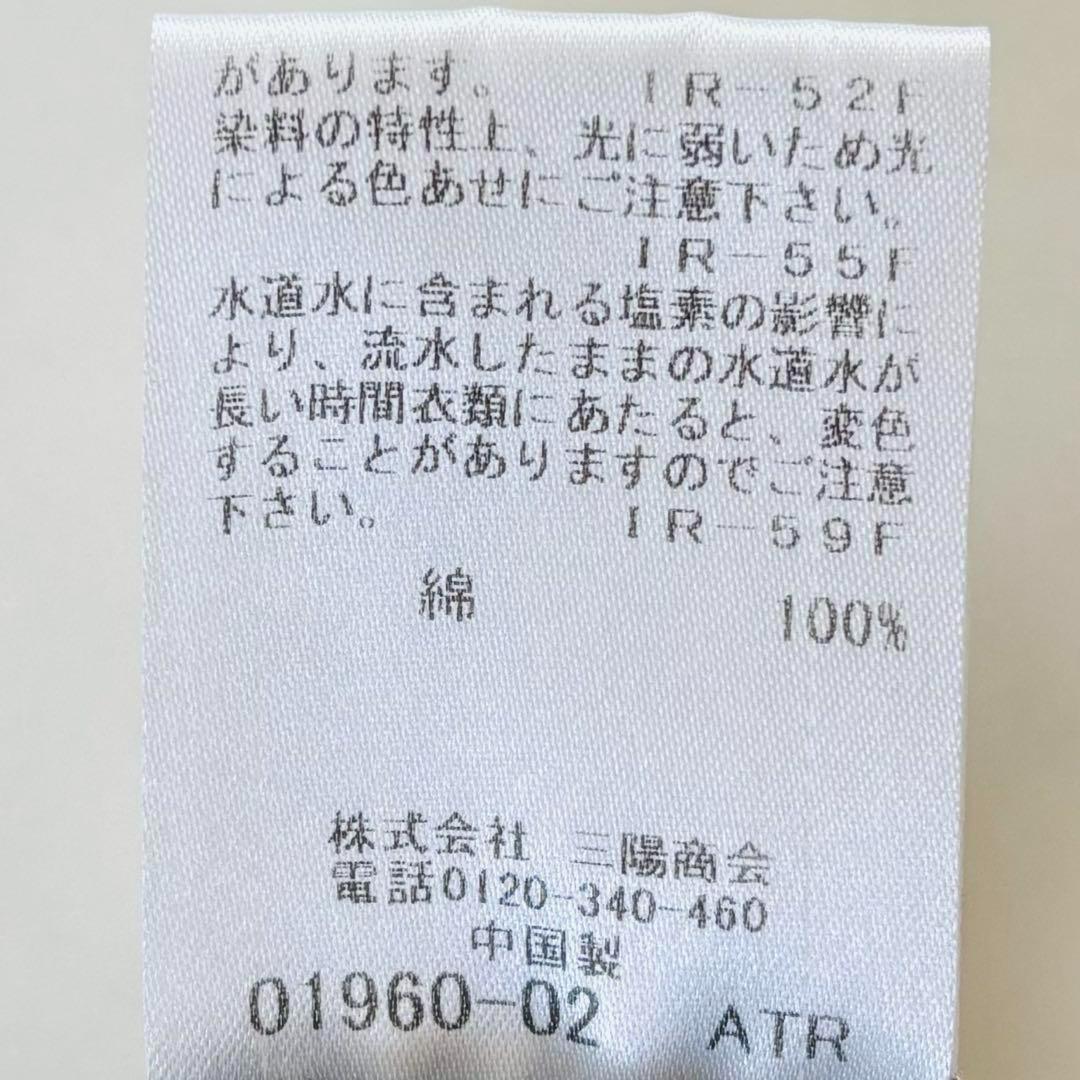 があります。 IR-52F
染料の特性上、光に弱いため光
による色あせにご注意下さい。
IR-55F
水道水に含まれる塩素の影響に
より、流水したままの水道水が
長い時間衣類にあたると、変色
することがありますのでご注意
下さい。 IR-59F
綿 100%
株式会社 三陽商会
電話0120-340-460
中国製
01960-02 ATR